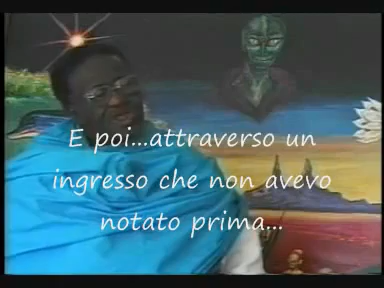 E poi...attraverso un
ingresso che non avevo
notato prima...